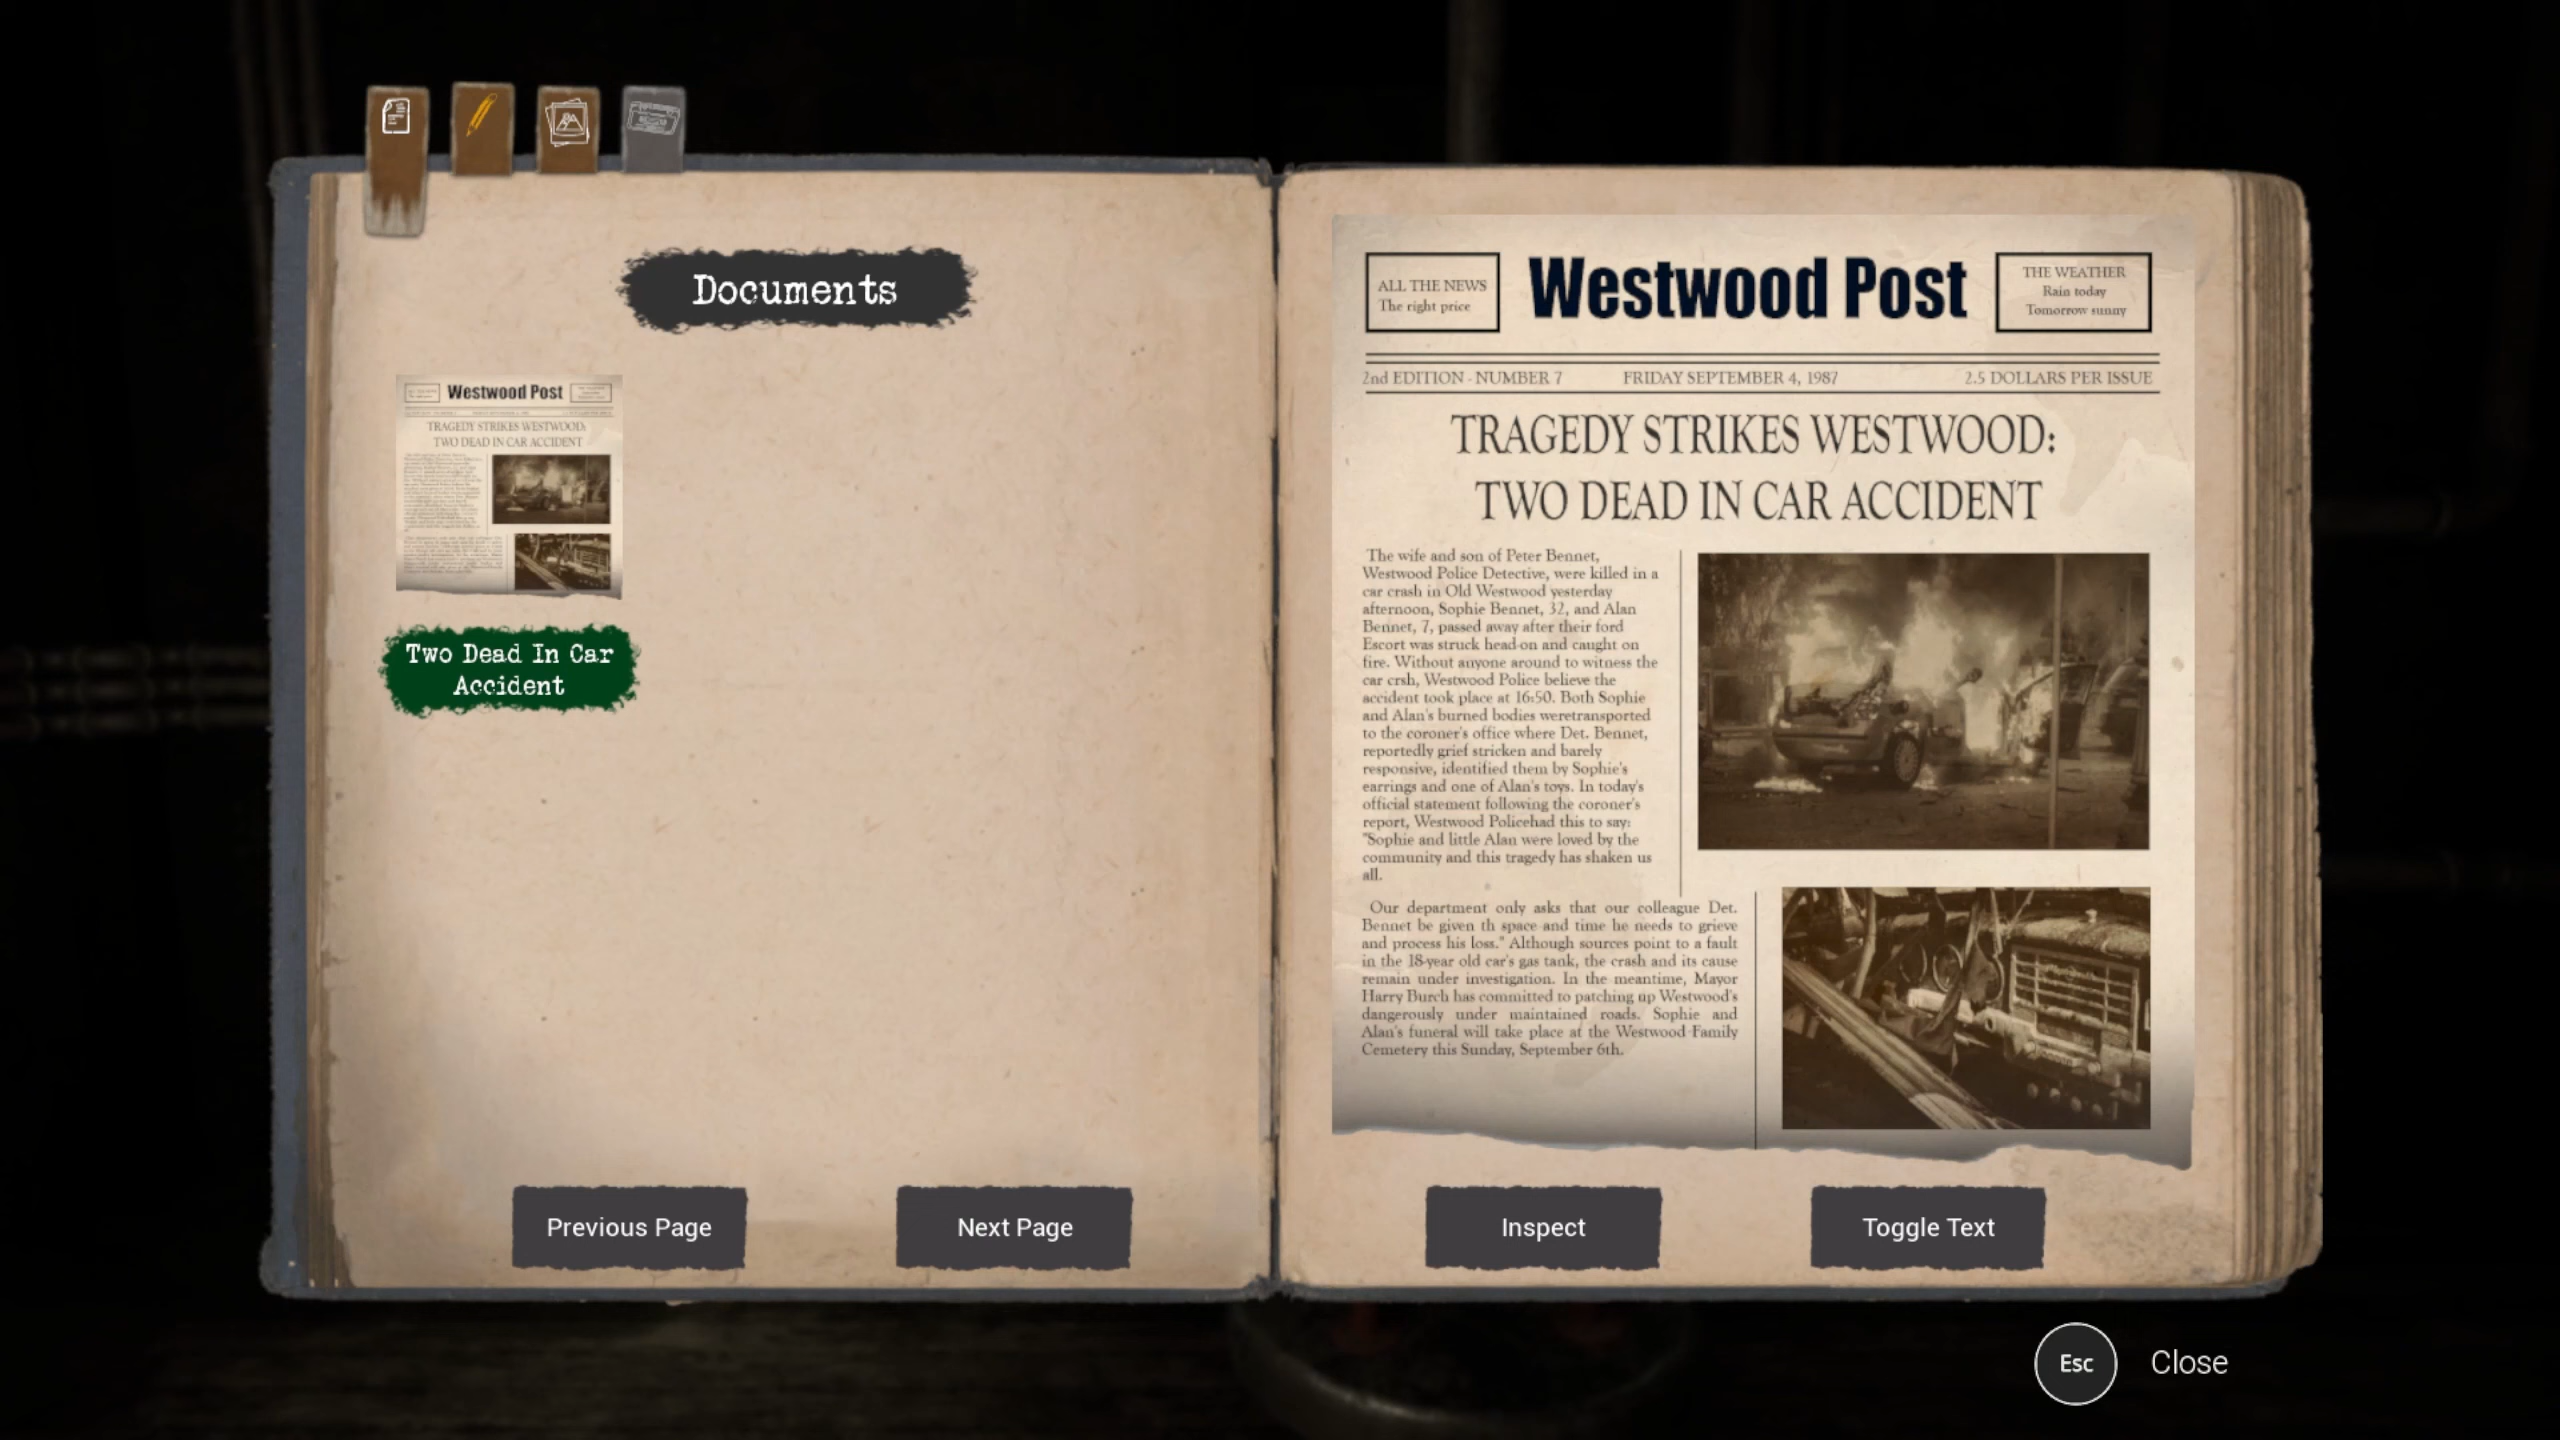 Documents
Two Dead In Car
Accident
Previous Page
Next Page
ALL THE NEWS
The right price
Westwood Post
THE WEATHER
Rain today
Tomorrow sunny
2nd EDITION - NUMBER 7
FRIDAY SEPTEMBER 4, 1987
2.5 DOLLARS PER ISSUE
TRAGEDY STRIKES WESTWOOD:
TWO DEAD IN CAR ACCIDENT
The wife and son of Peter Bennet,
Westwood Police Detective, were killed in a
car crash in Old Westwood yesterday
afternoon, Sophie Bennet, 32, and Alan
Bennet, 7, passed away after their ford
Escort was struck head-on and caught on
fire. Without anyone around to witness the
car crsh, Westwood Police believe the
accident took place at 16:50. Both Sophie
and Alan's burned bodies weretransported
to the coroner's office where Det. Bennet,
reportedly grief stricken and barely
responsive, identified them by Sophie's
earrings and one of Alan's toys. In today's
official statement following the coroner's
report, Westwood Policehad this to say:
"Sophie and little Alan were loved by the
community and this tragedy has shaken us
all.
Our department only asks that our colleague Det.
Bennet be given th space and time he needs to grieve
and process his loss." Although sources point to a fault
in the 18-year old car's gas tank, the crash and its cause
remain under investigation. In the meantime, Mayor
Harry Burch has committed to patching up Westwood's
dangerously under maintained roads. Sophie and
Alan's funeral will take place at the Westwood Family
Cemetery this Sunday, September 6th.
Inspect
Toggle Text
Esc
Close
Westwood Post
TRAGEDY STRIKES WESTWOOD:
TWO DEAD IN CAR ACCIDENT